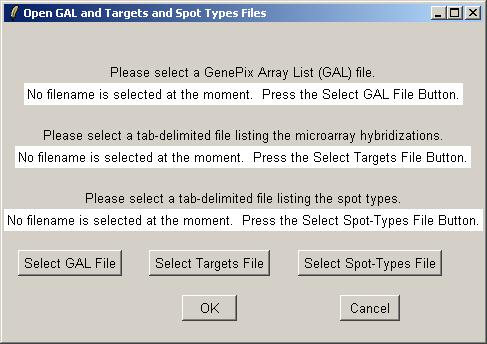 Open GAL and Targets and Spot Types Files
Please select a GenePix Array List (GAL) file.
No filename is selected at the moment.  Press the Select GAL File Button.
Please select a tab-delimited file listing the microarray hybridizations.
No filename is selected at the moment.  Press the Select Targets File Button.
Please select a tab-delimited file listing the spot types.
No filename is selected at the moment.  Press the Select Spot-Types File Button.
Select GAL File Select Targets File Select Spot-Types File
OK Cancel